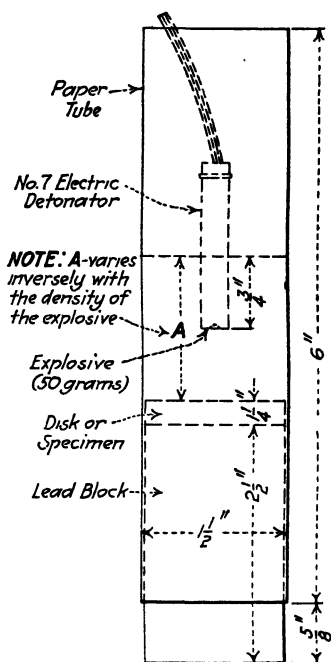 Paper
Tube
No.7 Electric
Detonator
NOTE: A-varies
inversely with
the density of
the explosive
A
3/4"
Explosive
(50 grams)
6"
1/4"
Disk or
Specimen
2 1/2"
Lead Block
1 1/2"
5/8"